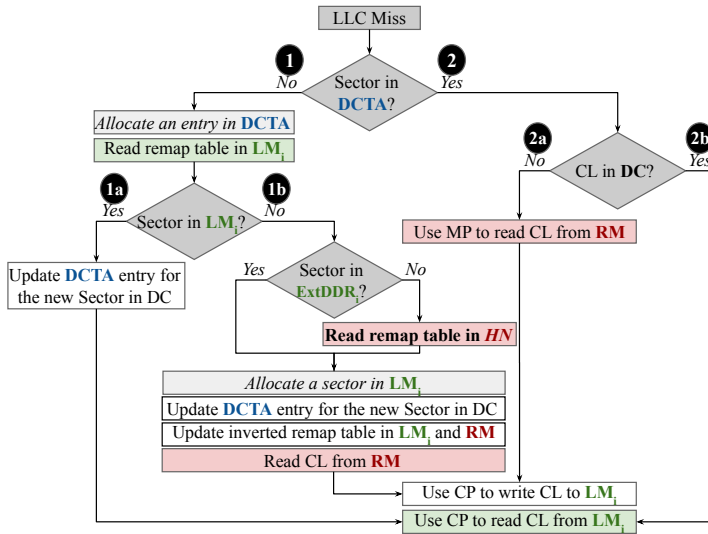 LLC Miss
1
2
No
Sector in
DCTA?
Yes
Allocate an entry in DCTA
Read remap table in LMi
2a
2b
No
CL in DC?
Yes
1a
1b
Yes
Sector in LMi?
No
Use MP to read CL from RM
Update DCTA entry for
the new Sector in DC
Yes
Sector in
ExtDDRi?
No
Read remap table in HN
Allocate a sector in LMi
Update DCTA entry for the new Sector in DC
Update inverted remap table in LMi and RM
Read CL from RM
Use CP to write CL to LMi
Use CP to read CL from LMi